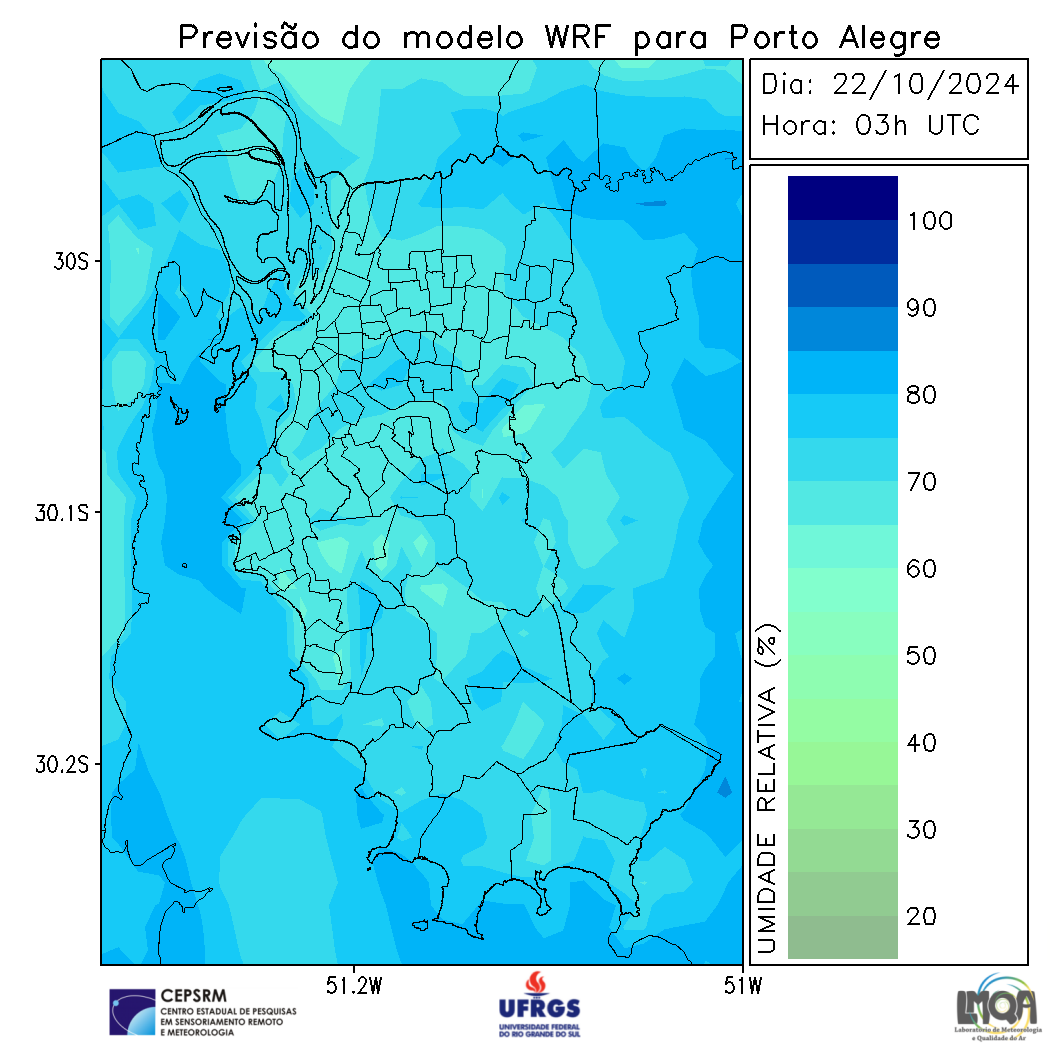 Previsão do modelo WRF para Porto Alegre
Dia: 22/10/2024
Hora: 03h UTC
30S
30.1S
30.2S
51.2W
51W
UMIDADE RELATIVA (%)
100
90
80
70
60
50
40
30
20
CEPSRM
CENTRO ESTADUAL DE PESQUISAS
EM SENSORIAMENTO REMOTO
E METEOROLOGIA
UFRGS
UNIVERSIDADE FEDERAL
DO RIO GRANDE DO SUL
LMQA
Laboratório de Meteorologia
e Qualidade do Ar